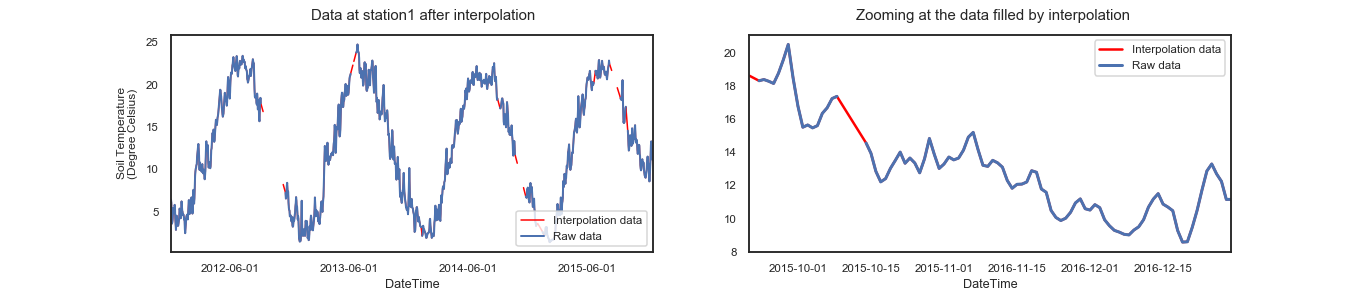 Data at station1 after interpolation
25
20
15
10
5
Soil Temperature
(Degree Celsius)
Interpolation data
Raw data
2012-06-01 2013-06-01 2014-06-01 2015-06-01
DateTime
Zooming at the data filled by interpolation
20
18
16
14
12
10
8
Interpolation data
Raw data
2015-10-01 2015-10-15 2015-11-01 2016-11-15 2016-12-01 2016-12-15
DateTime